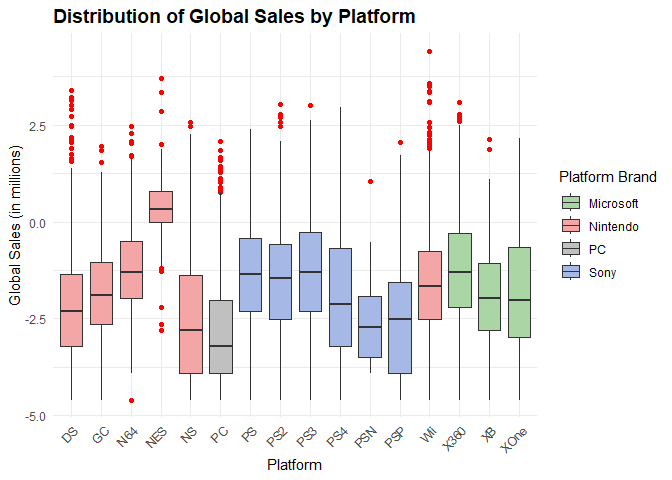 Distribution of Global Sales by Platform
Global Sales (in millions)
2.5
0.0
-2.5
-5.0
DS
GC
N64
NES
NS
PC
PS
PS2
PS3
PS4
PSN
PSP
Wii
X360
XB
XOne
Platform
Platform Brand
Microsoft
Nintendo
PC
Sony